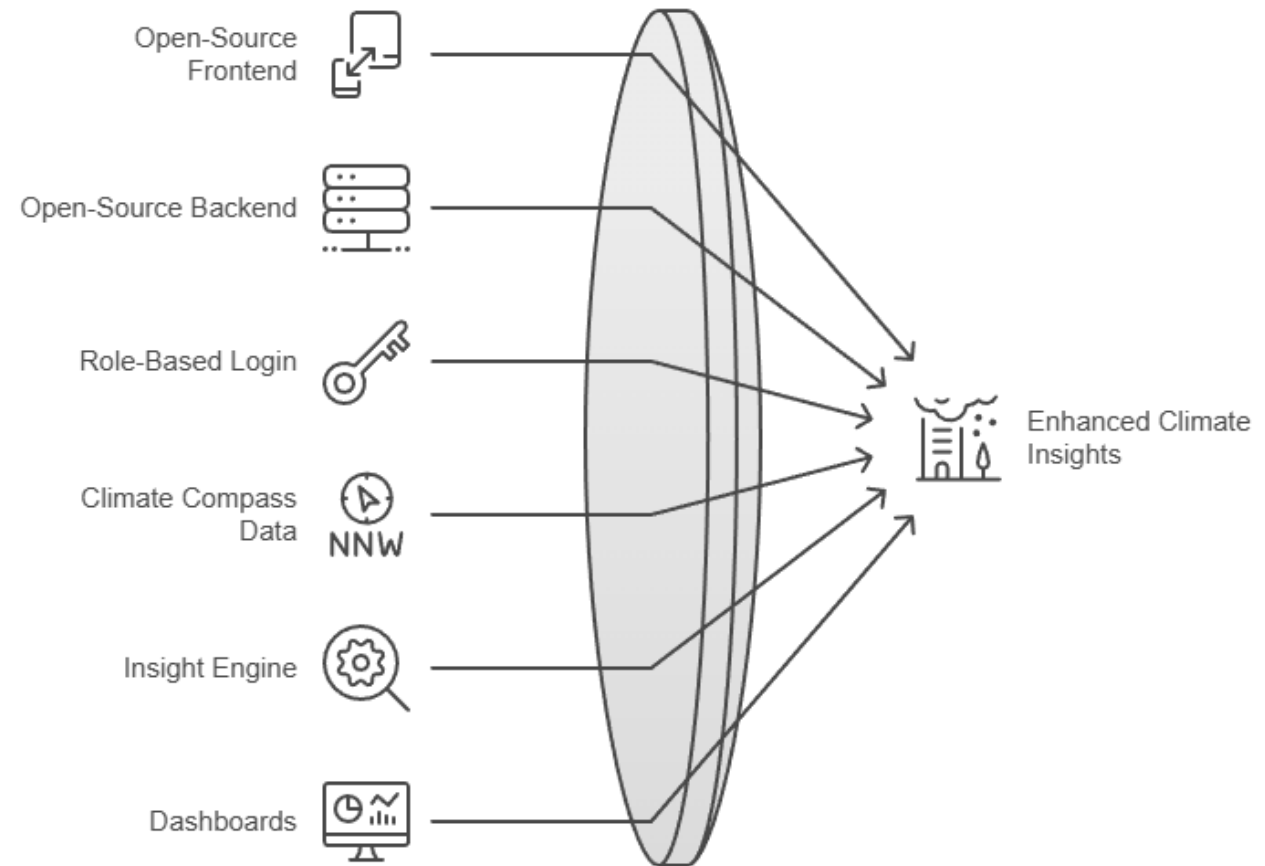 Open-Source
Frontend
Open-Source Backend
Role-Based Login
Climate Compass
Data
NNW
Insight Engine
Dashboards
Enhanced Climate
Insights